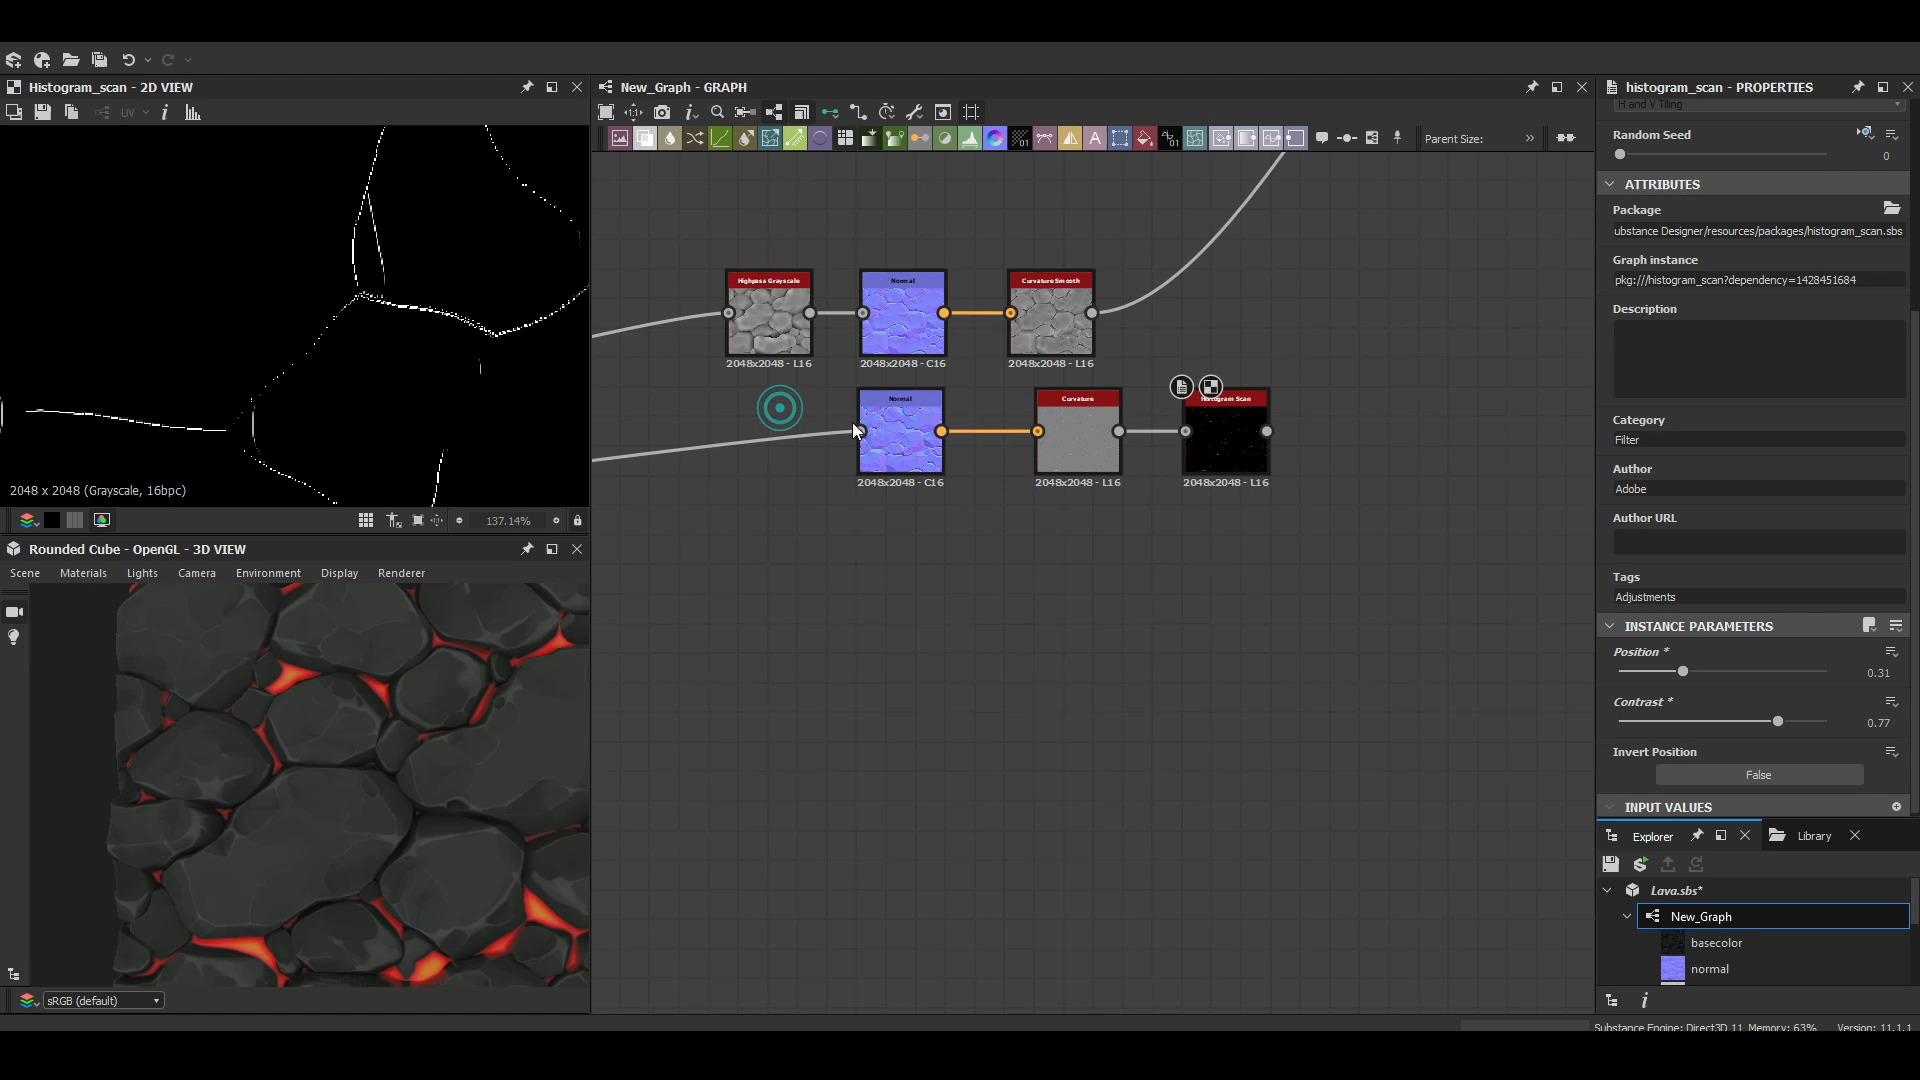 Histogram_scan - 2D VIEW
UV
2048 x 2048 (Grayscale, 16bpc)
137.14%
Rounded Cube - OpenGL - 3D VIEW
Scene
Materials
Lights
Camera
Environment
Display
Renderer
sRGB (default)
New_Graph - GRAPH
Parent Size:
Highpass Grayscale
2048x2048 - L16
Normal
2048x2048 - C16
Curvature Smooth
2048x2048 - L16
Normal
2048x2048 - C16
Curvature
2048x2048 - L16
Histogram Scan
2048x2048 - L16
histogram_scan - PROPERTIES
H and V Tiling
Random Seed
0
ATTRIBUTES
Package
ubstance Designer/resources/packages/histogram_scan.sbs
Graph instance
pkg:///histogram_scan?dependency=1428451684
Description
Category
Filter
Author
Adobe
Author URL
Tags
Adjustments
INSTANCE PARAMETERS
Position *
0.31
Contrast *
0.77
Invert Position
False
INPUT VALUES
Explorer
Library
Lava.sbs*
New_Graph
basecolor
normal
Substance Engine: Direct3D 11 Memory: 63%
Version: 11.1.1